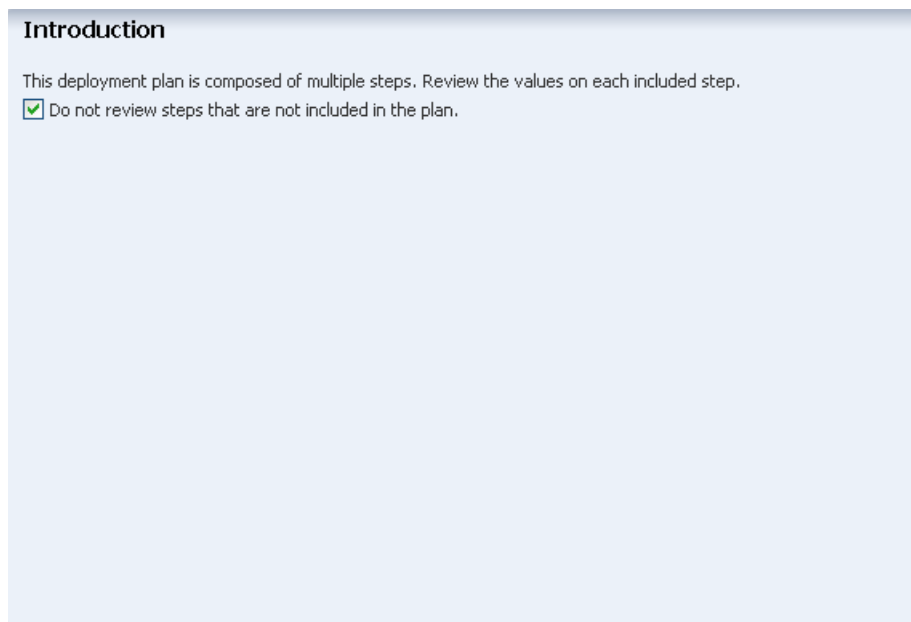 Introduction
This deployment plan is composed of multiple steps. Review the values on each included step.
Do not review steps that are not included in the plan.